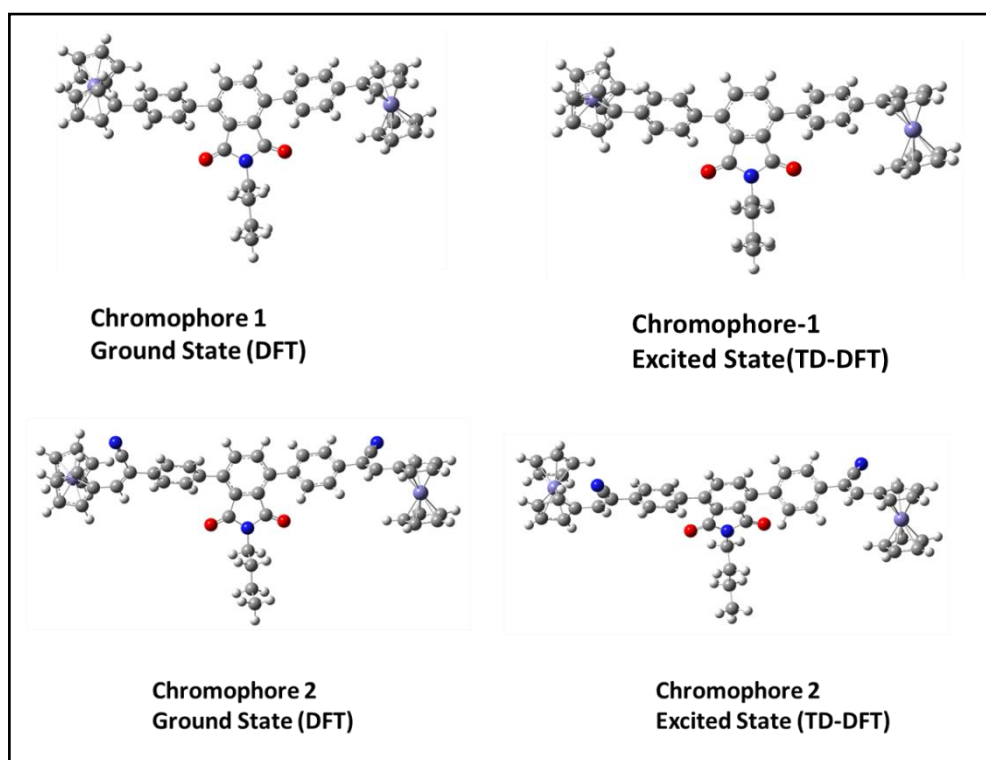 Chromophore 1
Ground State (DFT)
Chromophore-1
Excited State(TD-DFT)
Chromophore 2
Ground State (DFT)
Chromophore 2
Excited State (TD-DFT)